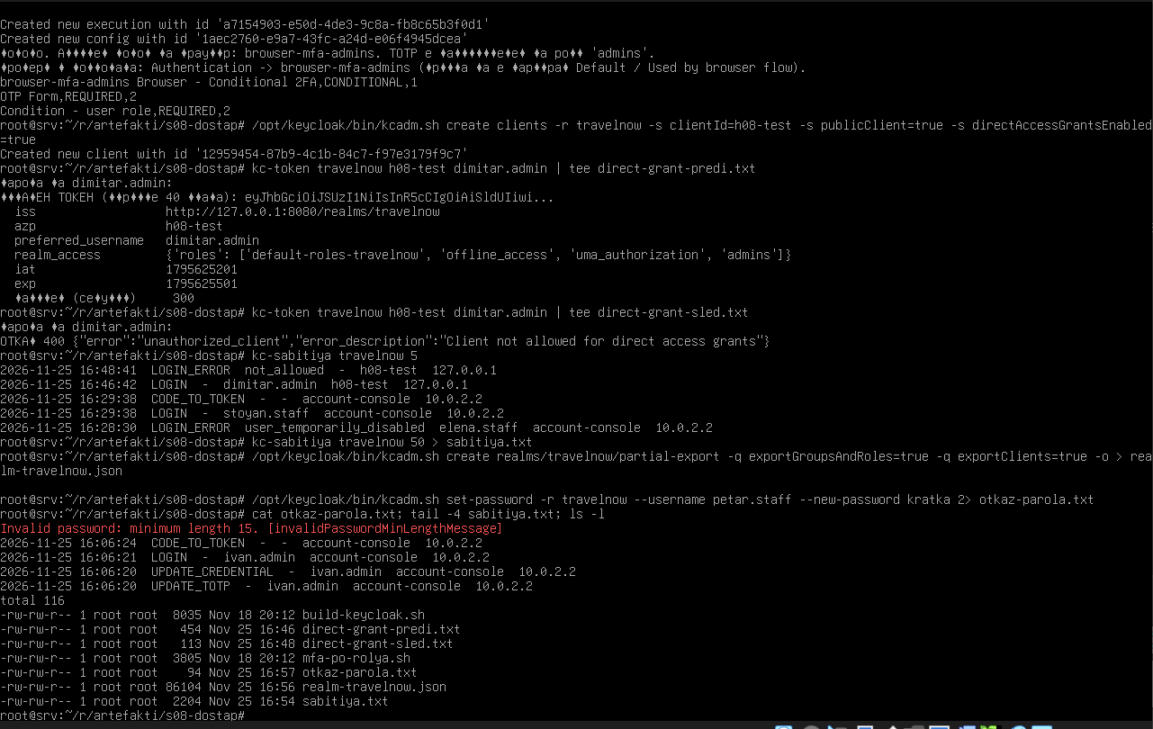 Created new execution with id 'a7154903-e50d-4de3-9c8a-fb8c65b3f0d1'
Created new config with id '1aec2760-e9a7-43fc-a24d-e06f4945dcea'
browser-mfa-admins. TOTP e 'admins'.
Authentication -> browser-mfa-admins Default / Used by browser flow).
browser-mfa-admins Browser - Conditional 2FA,CONDITIONAL,1
OTP Form,REQUIRED,2
Condition - user role,REQUIRED,2
root@srv:~/r/artefakti/s08-dostap# /opt/keycloak/bin/kcadm.sh create clients -r travelnow -s clientId=h08-test -s publicClient=true -s directAccessGrantsEnabled
=true
Created new client with id '12959454-87b9-4c1b-84c7-f97e3179f9c7'
root@srv:~/r/artefakti/s08-dostap# kc-token travelnow h08-test dimitar.admin | tee direct-grant-predi.txt
dimitar.admin:
TOKEH 40 eyJhbGciOiJSUzI1NiIsInR5cCIgOiAiSldUIiwi...
iss http://127.0.0.1:8080/realms/travelnow
azp h08-test
preferred_username dimitar.admin
realm_access {'roles': ['default-roles-travelnow', 'offline_access', 'uma_authorization', 'admins']}
iat 1795625201
exp 1795625501
300
root@srv:~/r/artefakti/s08-dostap# kc-token travelnow h08-test dimitar.admin | tee direct-grant-sled.txt
dimitar.admin:
400 {"error":"unauthorized_client","error_description":"Client not allowed for direct access grants"}
root@srv:~/r/artefakti/s08-dostap# kc-sabitiya travelnow 5
2026-11-25 16:48:41 LOGIN_ERROR not_allowed - h08-test 127.0.0.1
2026-11-25 16:46:42 LOGIN - dimitar.admin h08-test 127.0.0.1
2026-11-25 16:29:38 CODE_TO_TOKEN - - account-console 10.0.2.2
2026-11-25 16:29:38 LOGIN - stoyan.staff account-console 10.0.2.2
2026-11-25 16:28:30 LOGIN_ERROR user_temporarily_disabled elena.staff account-console 10.0.2.2
root@srv:~/r/artefakti/s08-dostap# kc-sabitiya travelnow 50 > sabitiya.txt
root@srv:~/r/artefakti/s08-dostap# /opt/keycloak/bin/kcadm.sh create realms/travelnow/partial-export -q exportGroupsAndRoles=true -q exportClients=true -o > rea
lm-travelnow.json
root@srv:~/r/artefakti/s08-dostap# /opt/keycloak/bin/kcadm.sh set-password -r travelnow --username petar.staff --new-password kratka 2> otkaz-parola.txt
root@srv:~/r/artefakti/s08-dostap# cat otkaz-parola.txt; tail -4 sabitiya.txt; ls -l
Invalid password: minimum length 15. [invalidPasswordMinLengthMessage]
2026-11-25 16:06:24 CODE_TO_TOKEN - - account-console 10.0.2.2
2026-11-25 16:06:21 LOGIN - ivan.admin account-console 10.0.2.2
2026-11-25 16:06:20 UPDATE_CREDENTIAL - ivan.admin account-console 10.0.2.2
2026-11-25 16:06:20 UPDATE_TOTP - ivan.admin account-console 10.0.2.2
total 116
-rw-rw-r-- 1 root root 8035 Nov 18 20:12 build-keycloak.sh
-rw-rw-r-- 1 root root 454 Nov 25 16:46 direct-grant-predi.txt
-rw-rw-r-- 1 root root 113 Nov 25 16:48 direct-grant-sled.txt
-rw-rw-r-- 1 root root 3805 Nov 18 20:12 mfa-po-rolya.sh
-rw-rw-r-- 1 root root 94 Nov 25 16:57 otkaz-parola.txt
-rw-rw-r-- 1 root root 86104 Nov 25 16:56 realm-travelnow.json
-rw-rw-r-- 1 root root 2204 Nov 25 16:54 sabitiya.txt
root@srv:~/r/artefakti/s08-dostap#